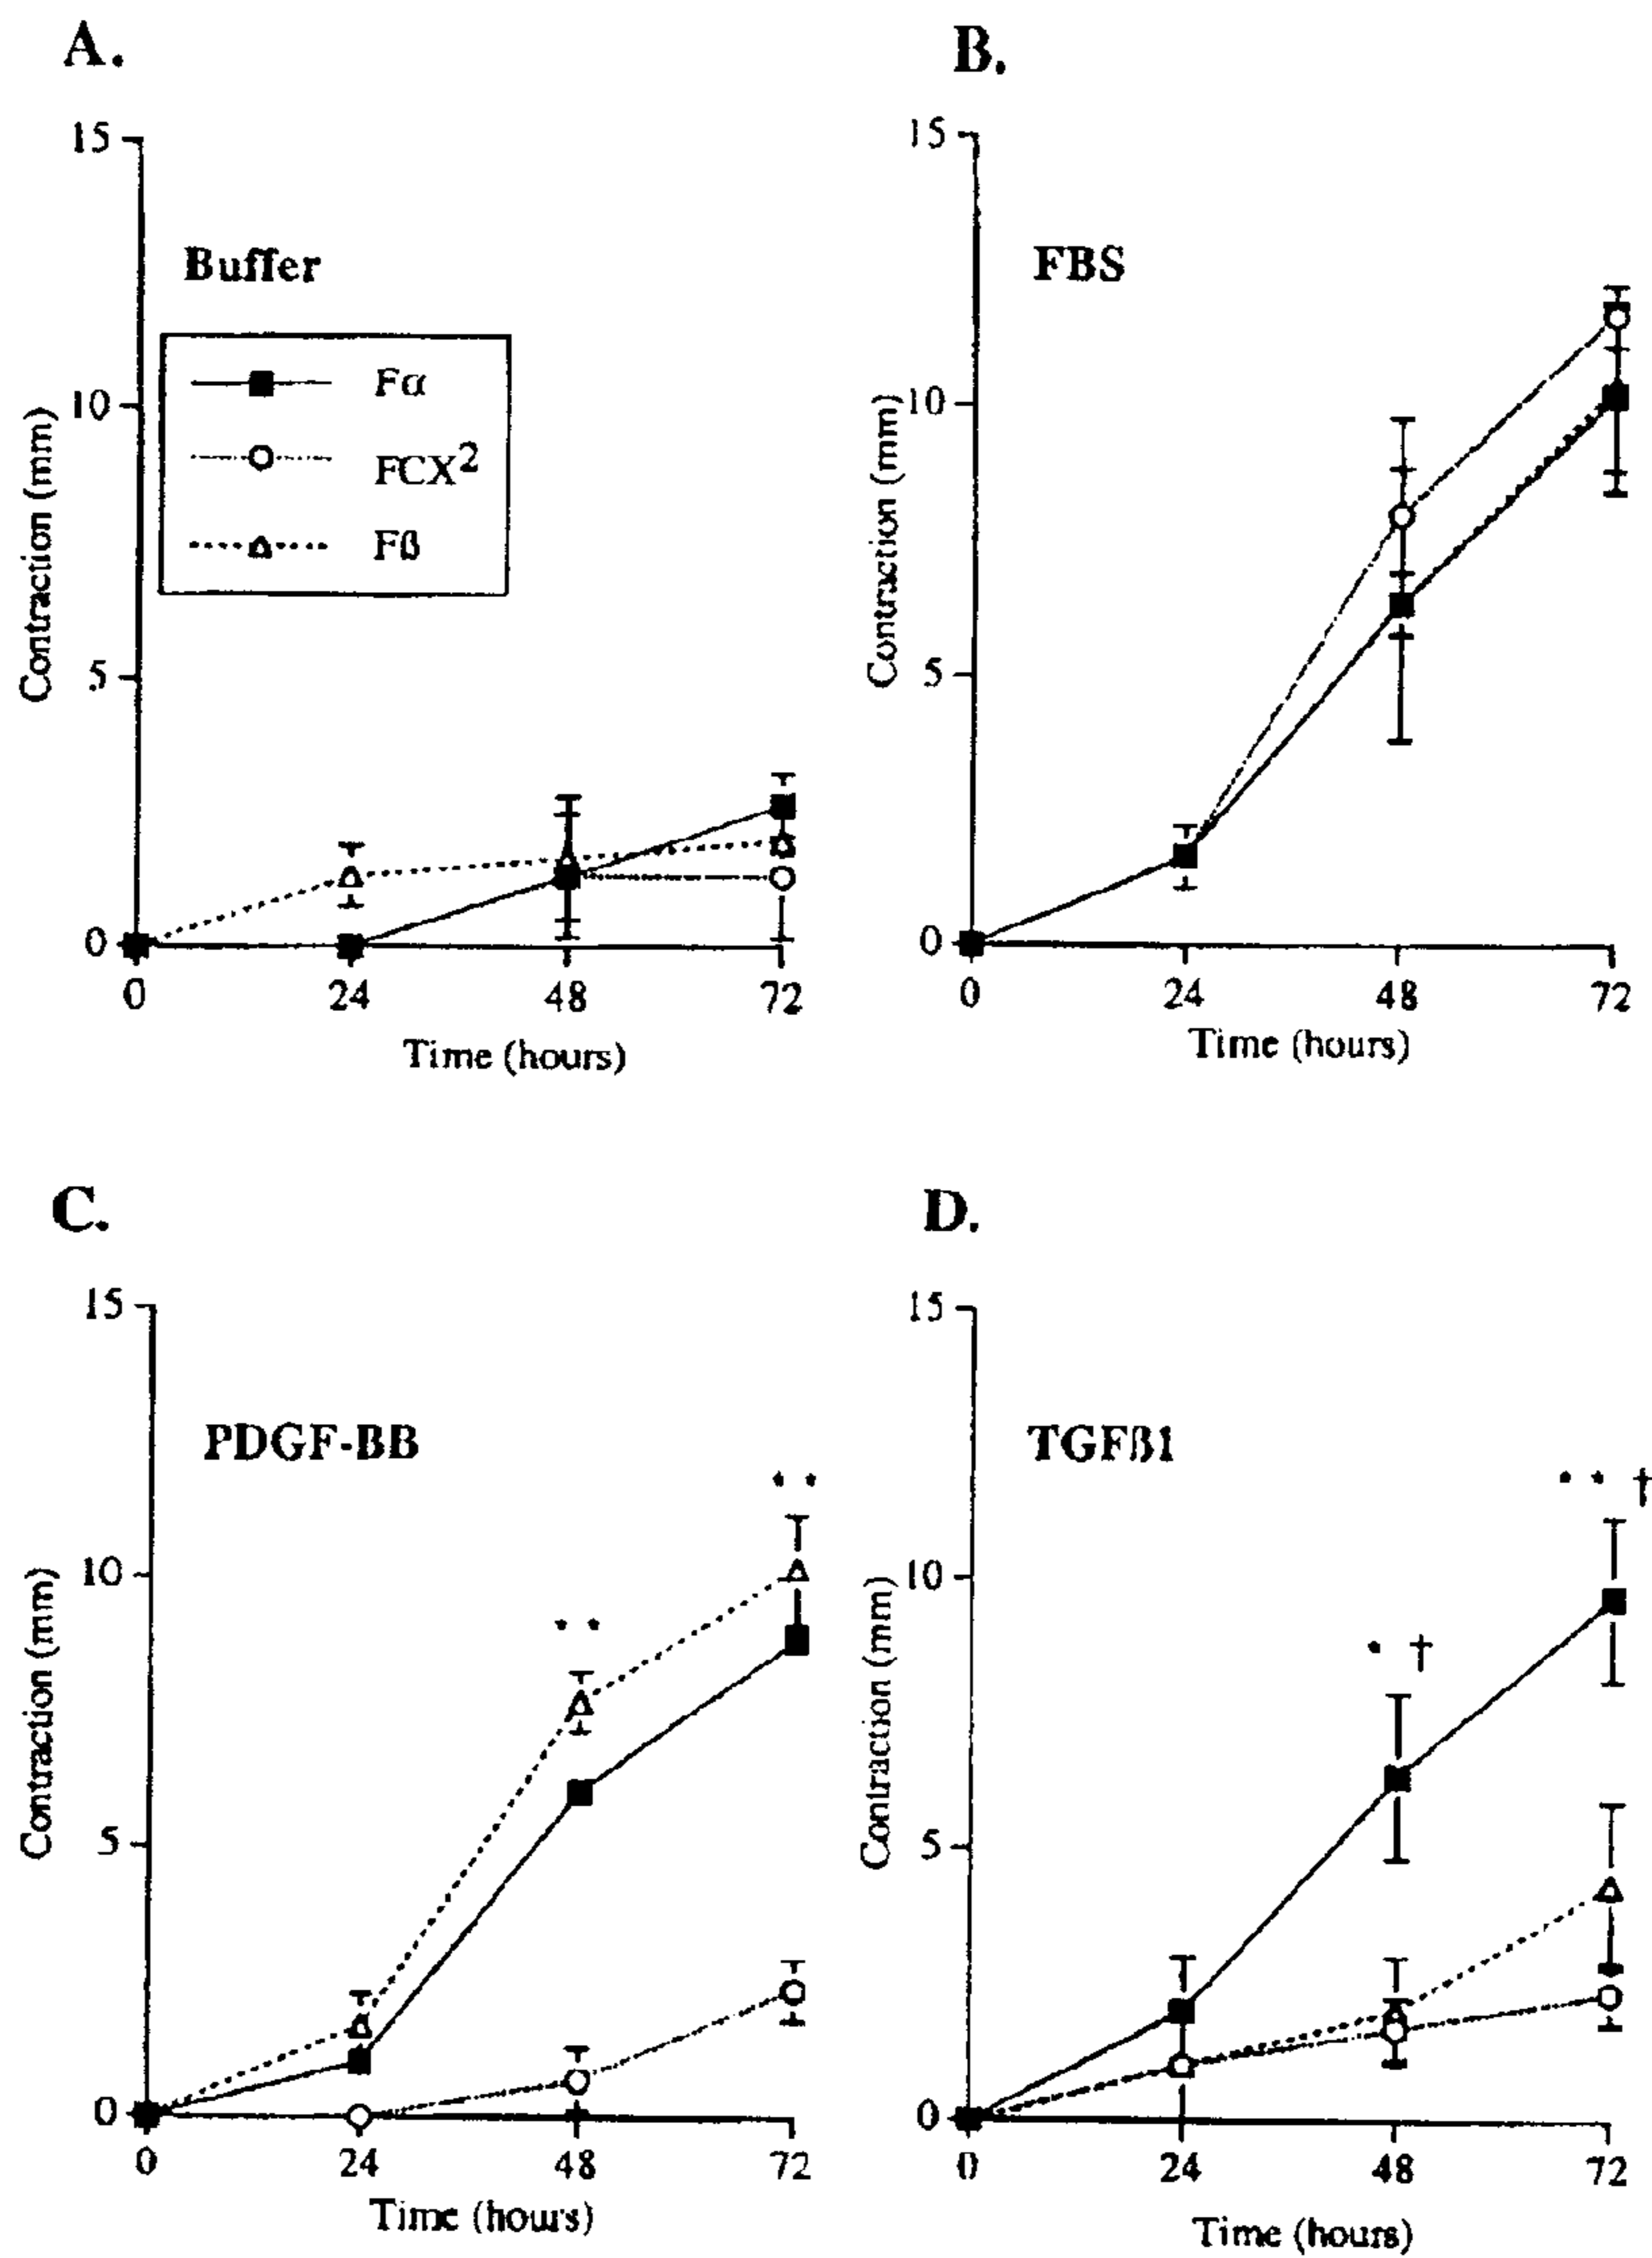 A.
15
10
5
0
Contraction (mm)
Buffer
Fα
FCX²
Fß
0 24 48 72
Time (hours)
B.
15
10
5
0
Contraction (mm)
FBS
0 24 48 72
Time (hours)
C.
15
10
5
0
Contraction (mm)
PDGF-BB
* *
* *
0 24 48 72
Time (hours)
D.
15
10
5
0
Contraction (mm)
TGFß1
* * †
* †
0 24 48 72
Time (hours)